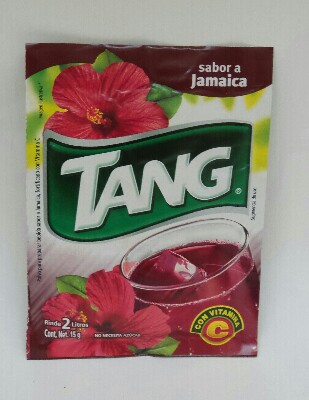 sabor a
Jamaica
TANG
®
CON VITAMINA
C
Rinde 2 Litros
Cont. Net. 15 g
NO NECESITA AZÚCAR